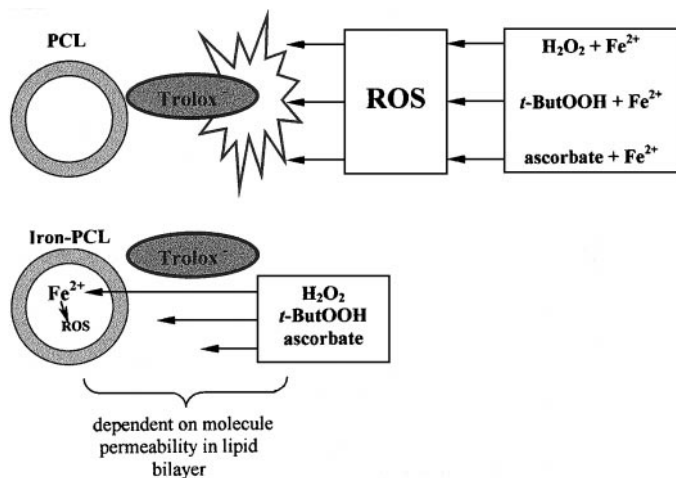 PCL
Trolox⁻
ROS
H₂O₂ + Fe²⁺
t-ButOOH + Fe²⁺
ascorbate + Fe²⁺
Iron-PCL
Trolox⁻
Fe²⁺
ROS
H₂O₂
t-ButOOH
ascorbate
dependent on molecule
permeability in lipid
bilayer